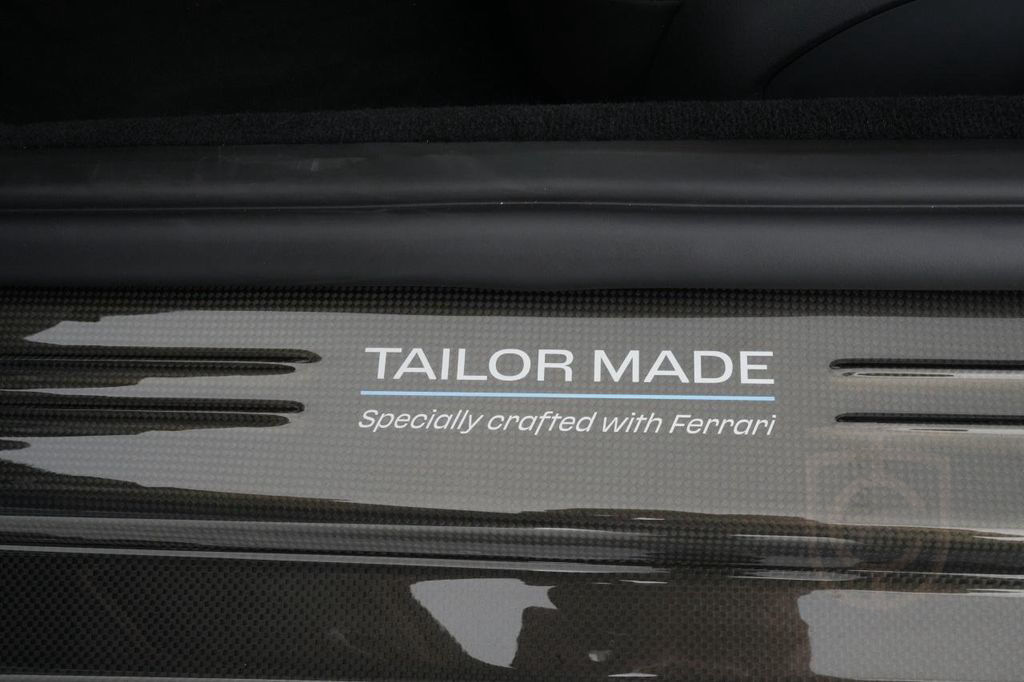 TAILOR MADE
Specially crafted with Ferrari